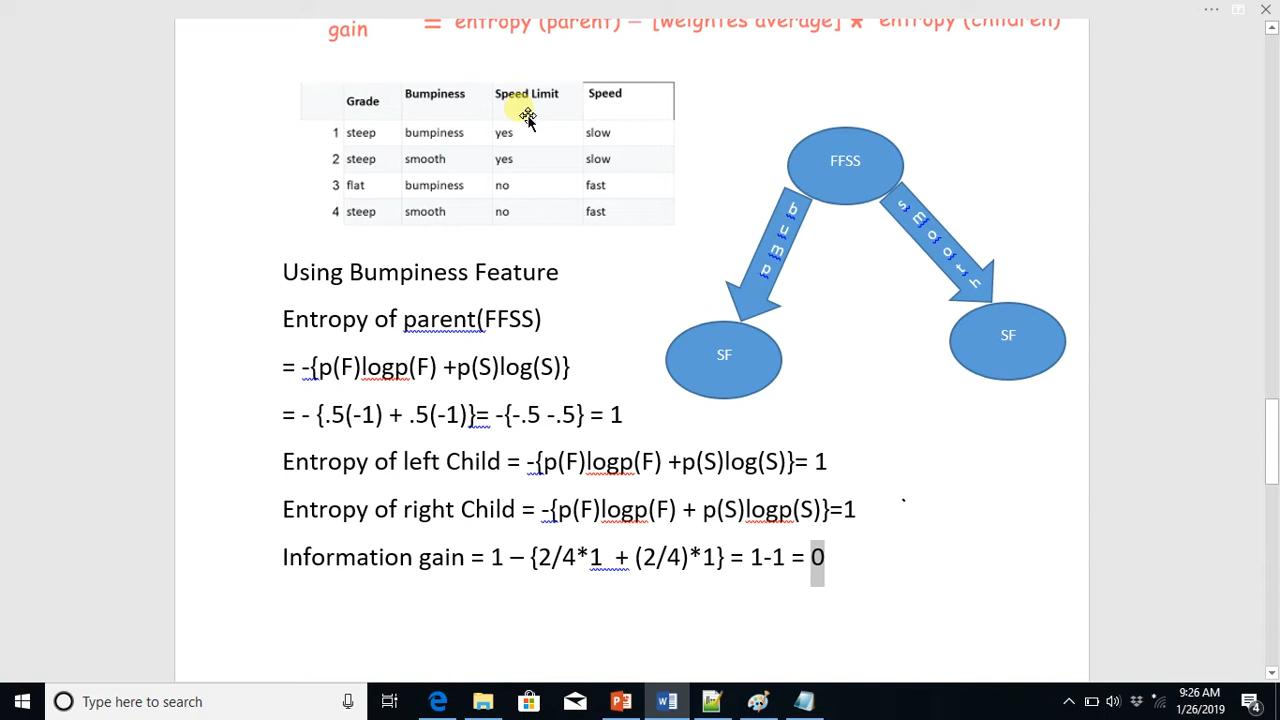 gain = entropy (parent) – [weightes average] * entropy (children)
Grade Bumpiness Speed Limit Speed
1 steep bumpiness yes slow
2 steep smooth yes slow
3 flat bumpiness no fast
4 steep smooth no fast
FFSS
bump
smooth
SF
SF
Using Bumpiness Feature
Entropy of parent(FFSS)
= -{p(F)logp(F) +p(S)log(S)}
= - {.5(-1) + .5(-1)}= -{-.5 -.5} = 1
Entropy of left Child = -{p(F)logp(F) +p(S)log(S)}= 1
Entropy of right Child = -{p(F)logp(F) + p(S)logp(S)}=1 `
Information gain = 1 – {2/4*1 + (2/4)*1} = 1-1 = 0
Type here to search
9:26 AM
1/26/2019
4